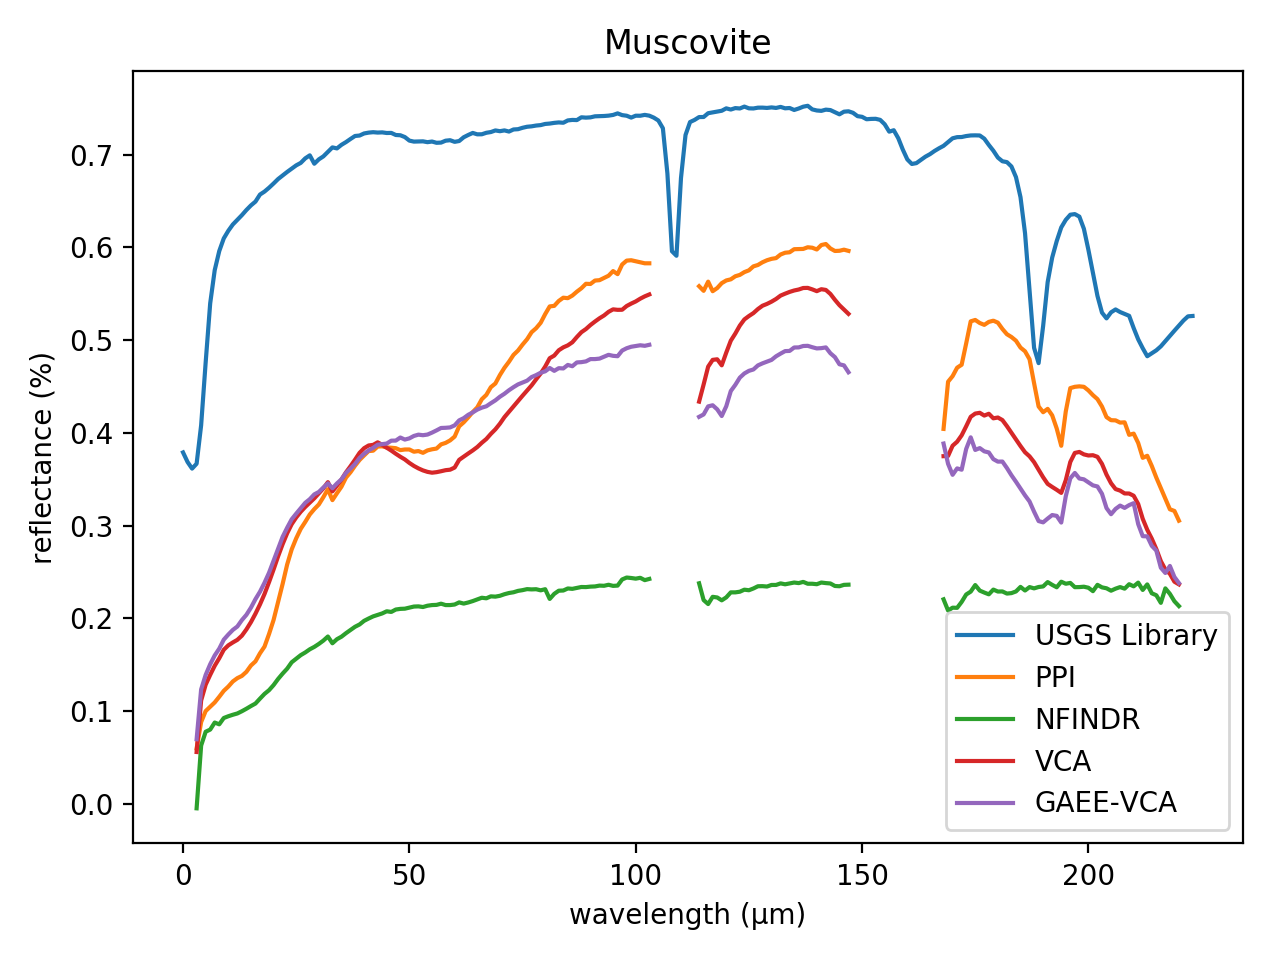 Muscovite
reflectance (%)
0.7
0.6
0.5
0.4
0.3
0.2
0.1
0.0
USGS Library
PPI
NFINDR
VCA
GAEE-VCA
0 50 100 150 200
wavelength (μm)